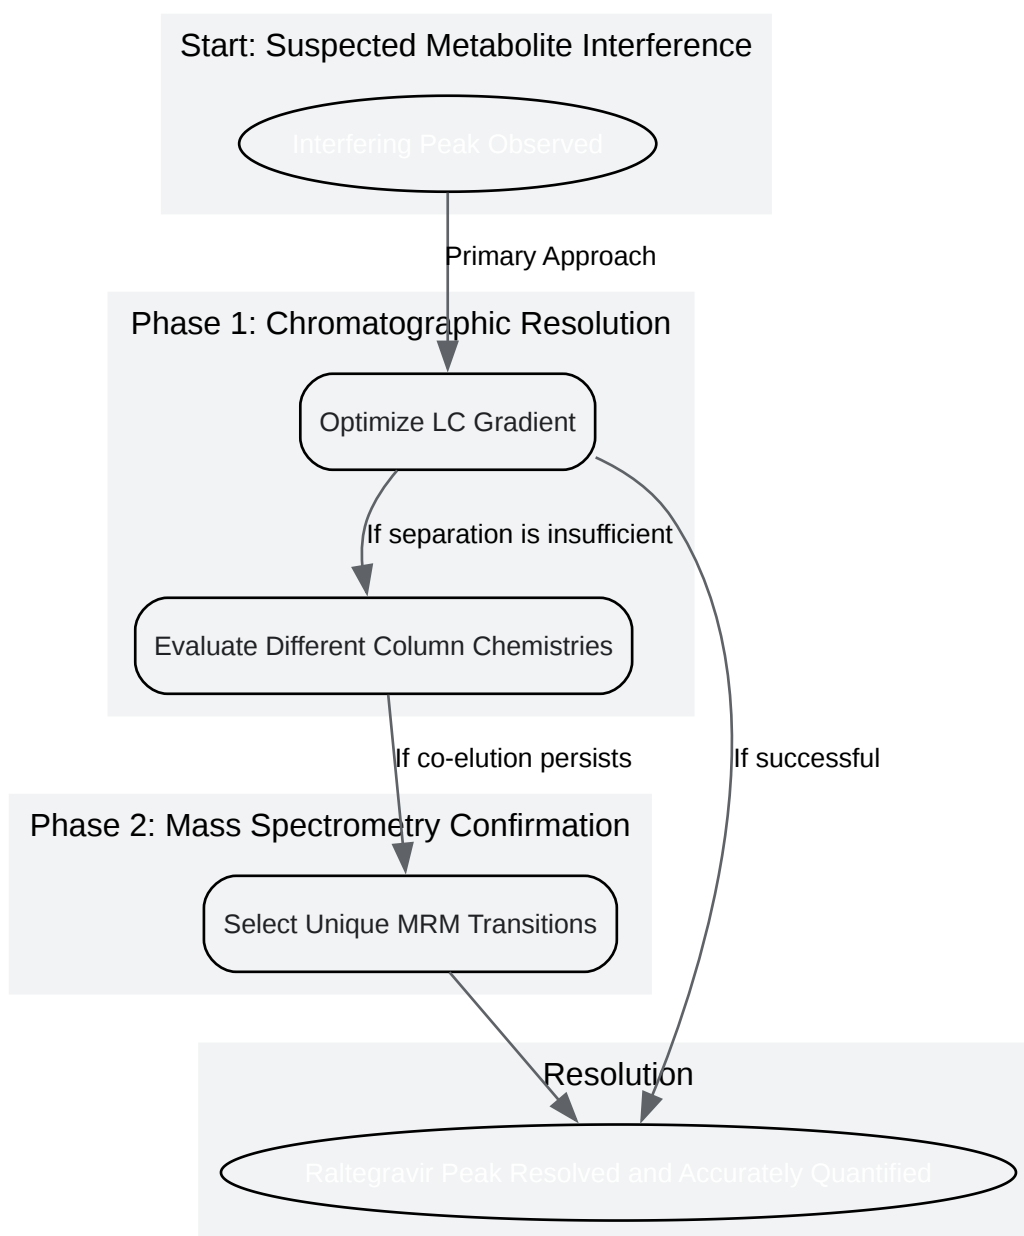 Start: Suspected Metabolite Interference
Interfering Peak Observed
Primary Approach
Phase 1: Chromatographic Resolution
Optimize LC Gradient
If separation is insufficient
Evaluate Different Column Chemistries
If co-elution persists
If successful
Phase 2: Mass Spectrometry Confirmation
Select Unique MRM Transitions
Resolution
Raltegravir Peak Resolved and Accurately Quantified